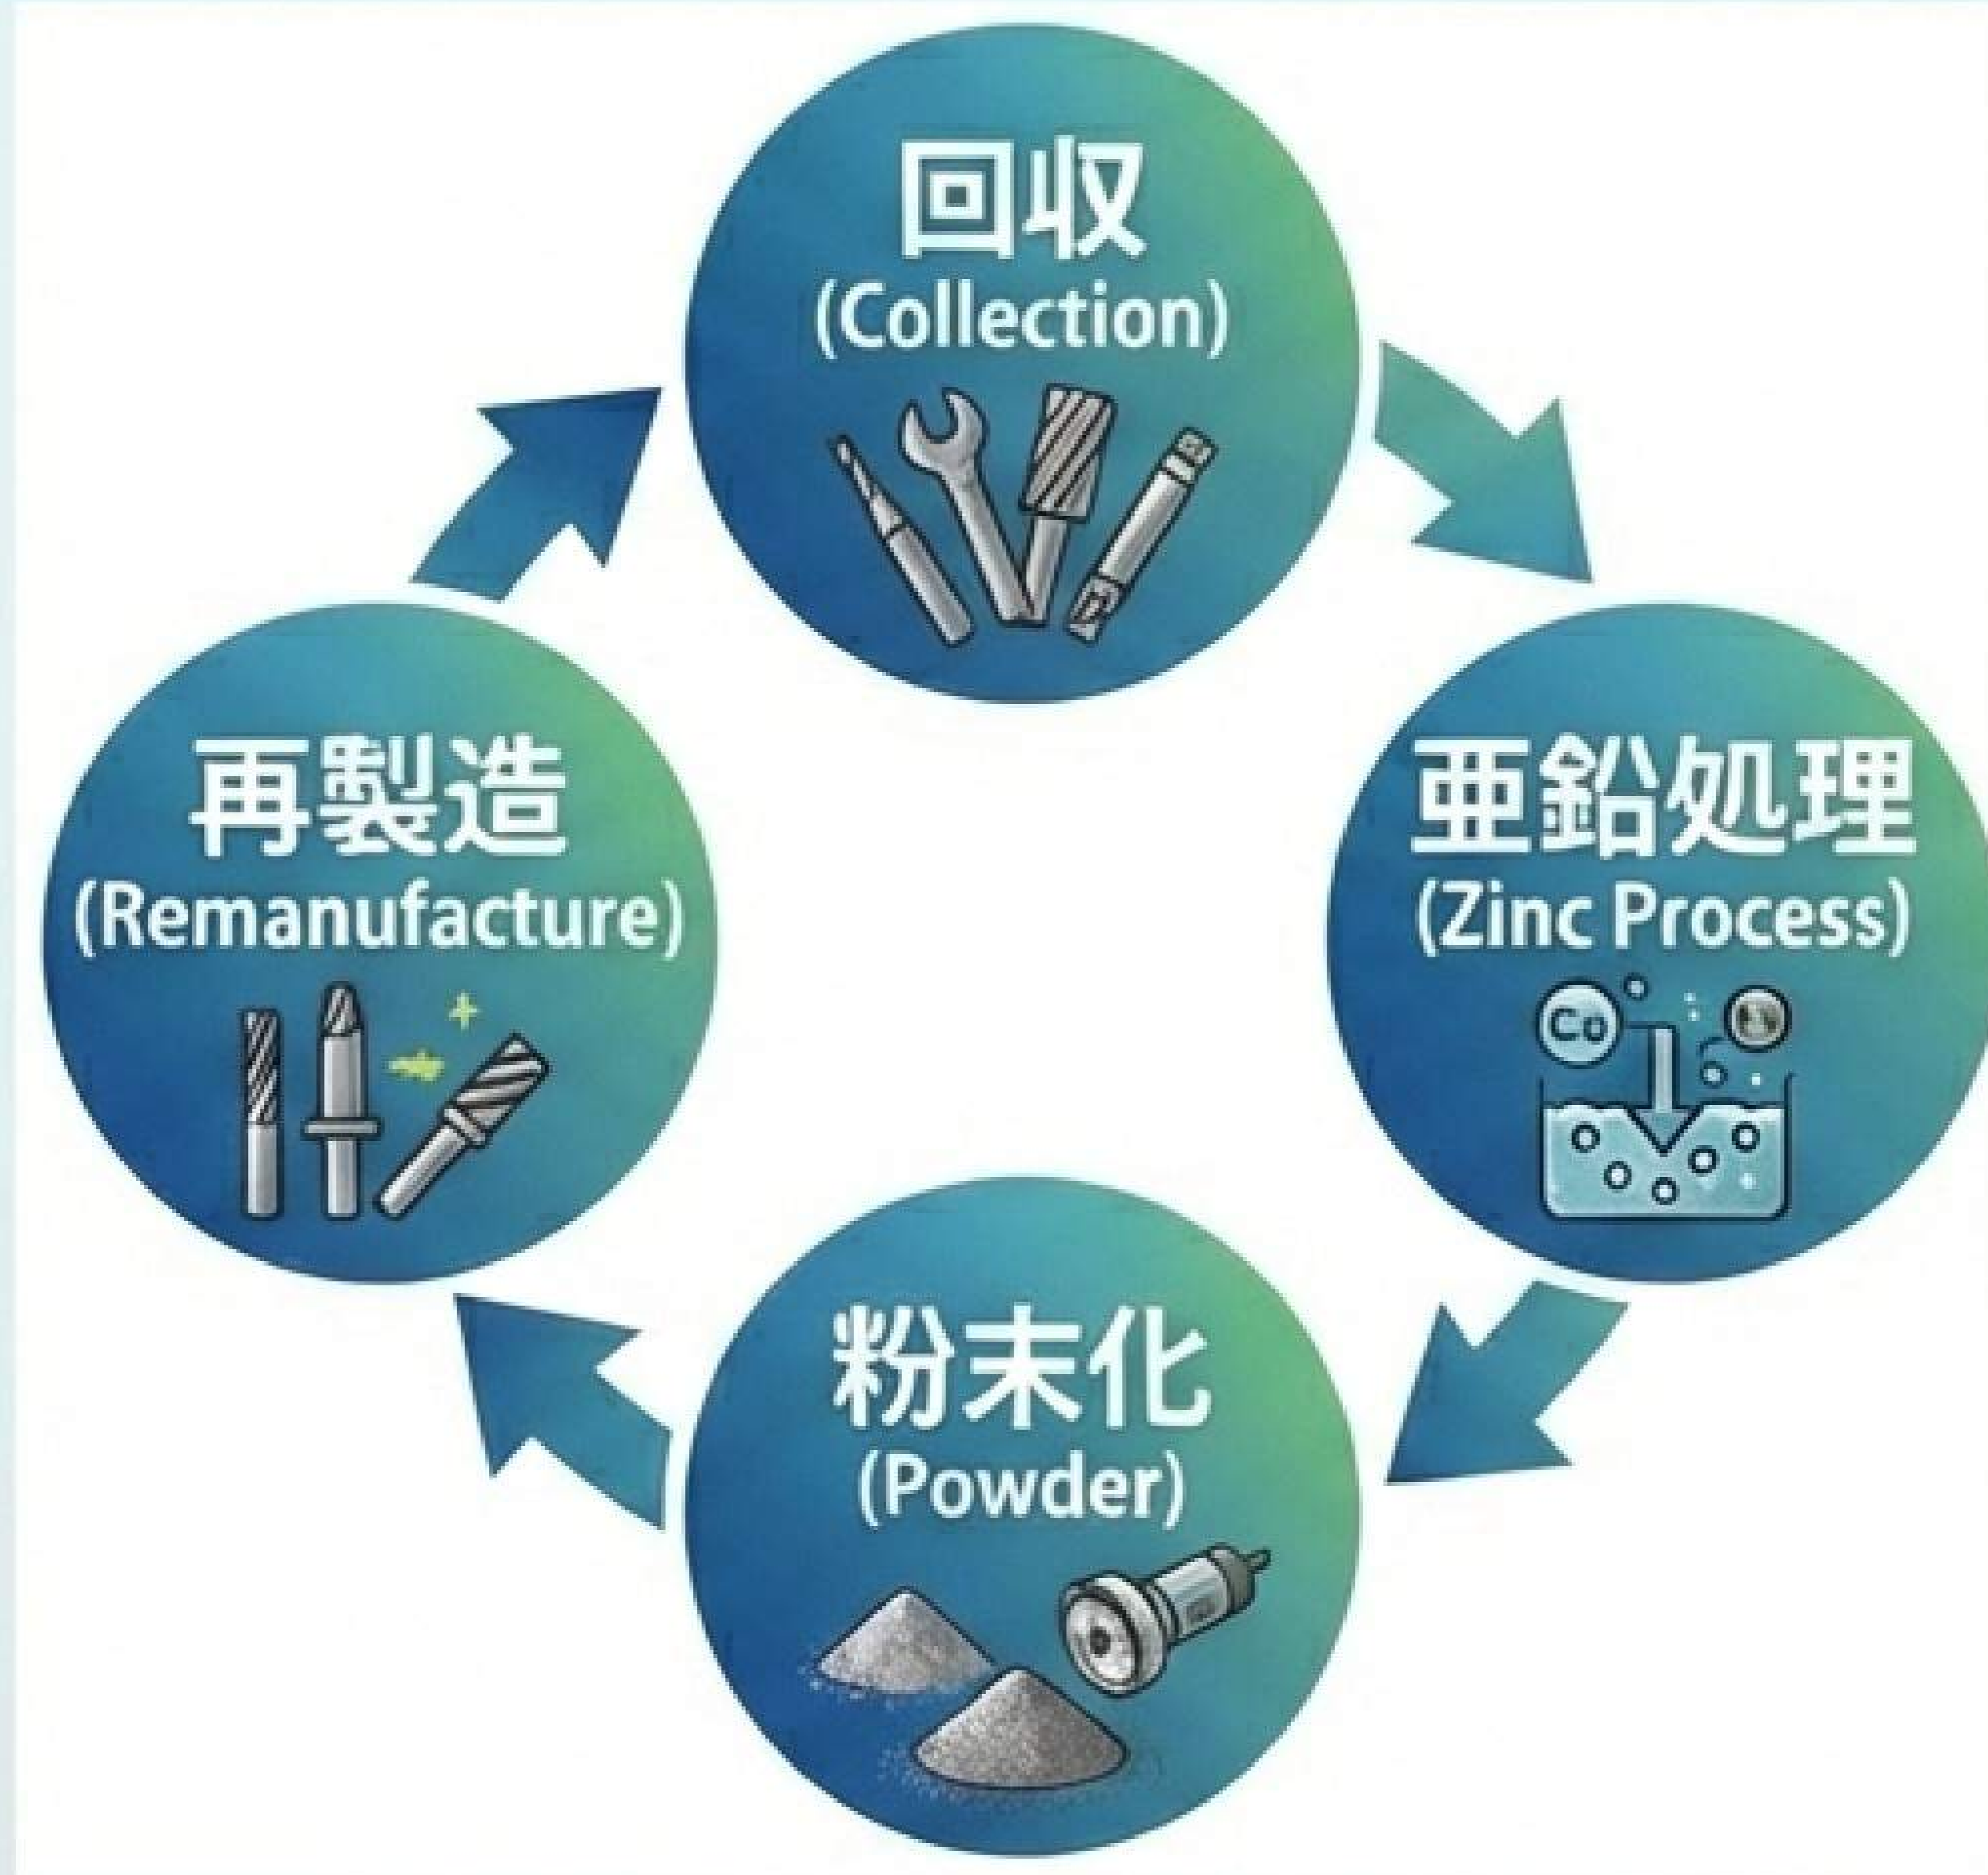 回収
(Collection)
亜鉛処理
(Zinc Process)
Co
粉末化
(Powder)
再製造
(Remanufacture)